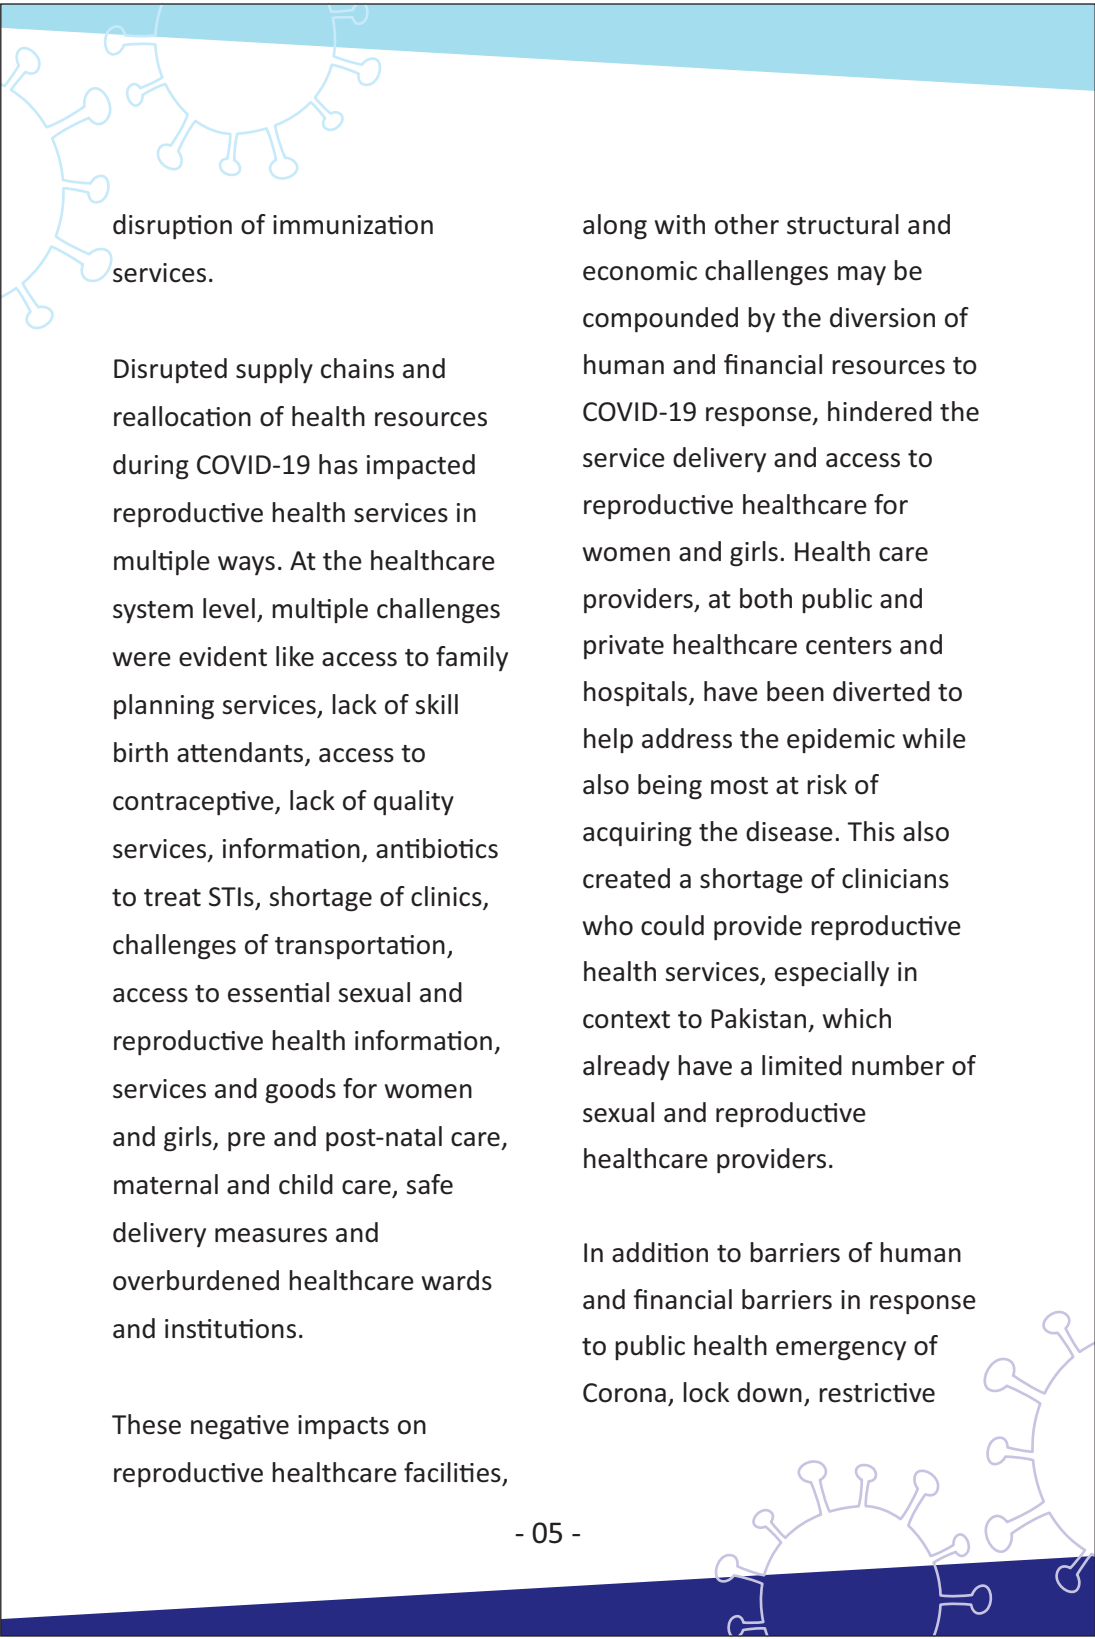 disruption of immunization
services.
Disrupted supply chains and
reallocation of health resources
during COVID-19 has impacted
reproductive health services in
multiple ways. At the healthcare
system level, multiple challenges
were evident like access to family
planning services, lack of skill
birth attendants, access to
contraceptive, lack of quality
services, information, antibiotics
to treat STIs, shortage of clinics,
challenges of transportation,
access to essential sexual and
reproductive health information,
services and goods for women
and girls, pre and post-natal care,
maternal and child care, safe
delivery measures and
overburdened healthcare wards
and institutions.
These negative impacts on
reproductive healthcare facilities,
along with other structural and
economic challenges may be
compounded by the diversion of
human and financial resources to
COVID-19 response, hindered the
service delivery and access to
reproductive healthcare for
women and girls. Health care
providers, at both public and
private healthcare centers and
hospitals, have been diverted to
help address the epidemic while
also being most at risk of
acquiring the disease. This also
created a shortage of clinicians
who could provide reproductive
health services, especially in
context to Pakistan, which
already have a limited number of
sexual and reproductive
healthcare providers.
In addition to barriers of human
and financial barriers in response
to public health emergency of
Corona, lock down, restrictive
- 05 -